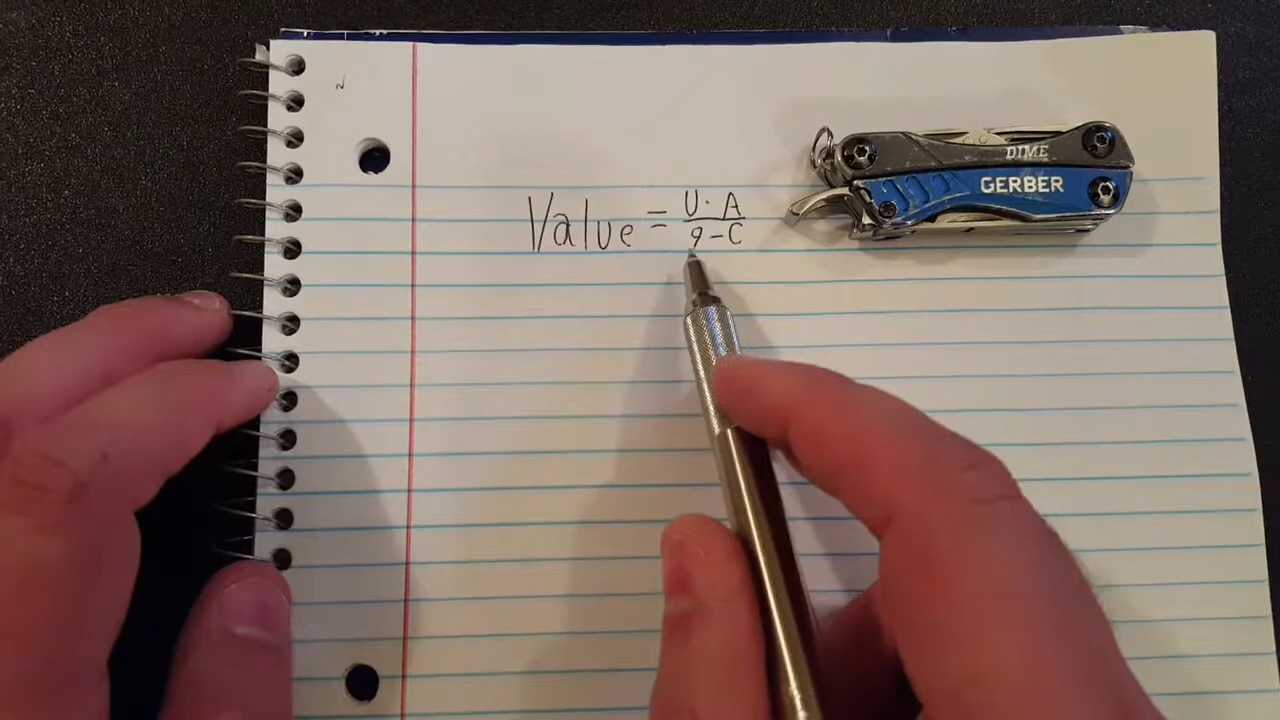 DIME
GERBER
Value = U · A / 9 - C